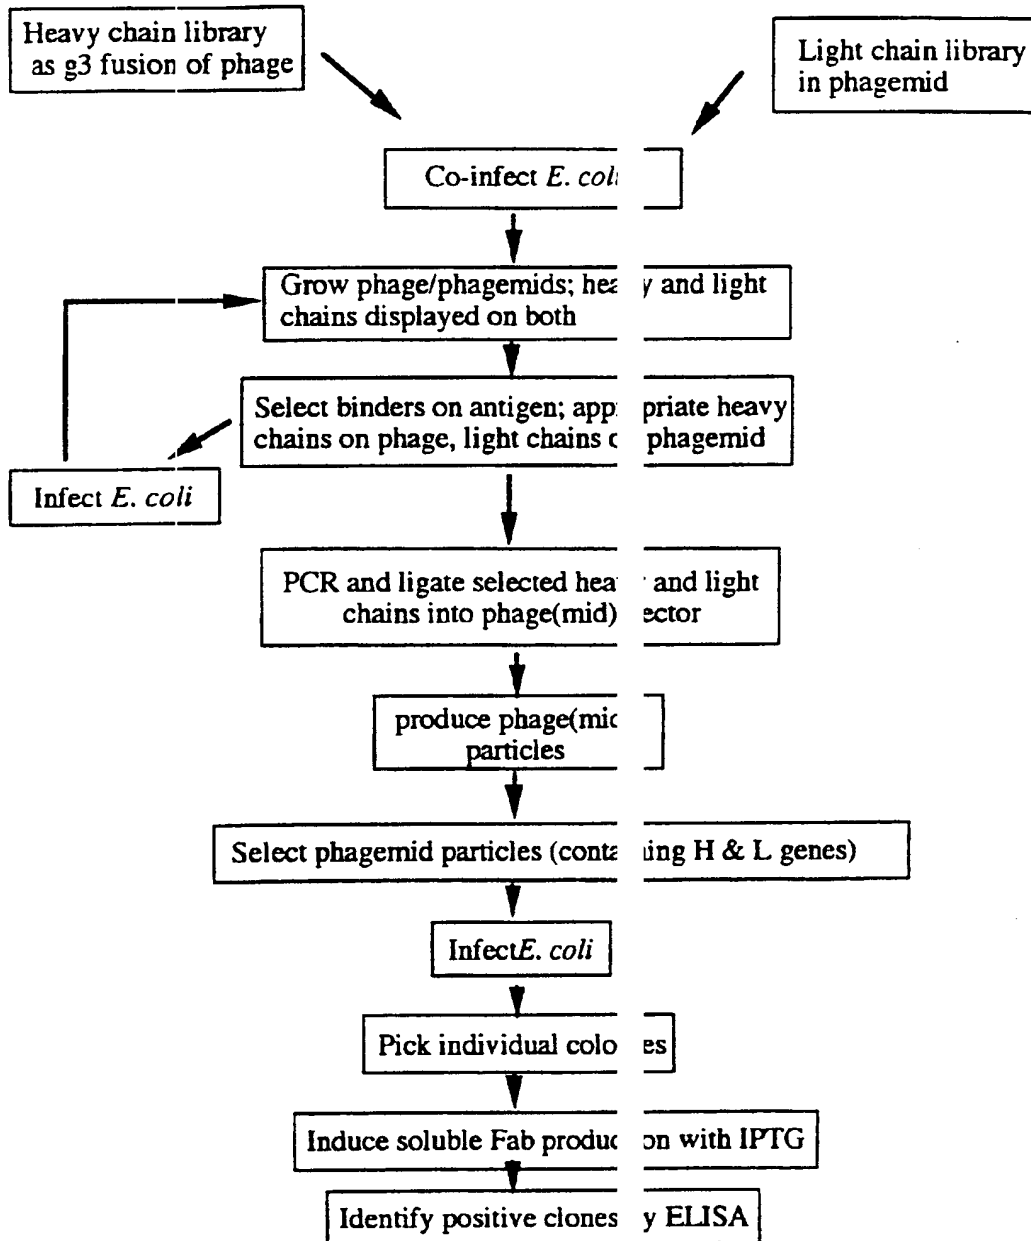 Heavy chain library
as g3 fusion of phage
Light chain library
in phagemid
Co-infect E. coli
Grow phage/phagemids; hea y and light
chains displayed on both
Select binders on antigen; app priate heavy
chains on phage, light chains o phagemid
Infect E. coli
PCR and ligate selected hea y and light
chains into phage(mid) ector
produce phage(mid
particles
Select phagemid particles (conta ning H & L genes)
InfectE. coli
Pick individual colo es
Induce soluble Fab produc on with IPTG
Identify positive clones y ELISA